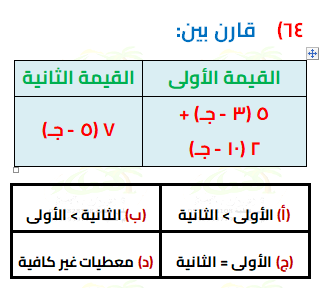 ٦٤) قارن بين:
القيمة الأولى القيمة الثانية
٥ (٣ - جـ) +
٢ (١٠ - جـ)
٧ (٥ - جـ)
(أ) الأولى > الثانية (ب) الثانية > الأولى
(ج) الأولى = الثانية (د) معطيات غير كافية